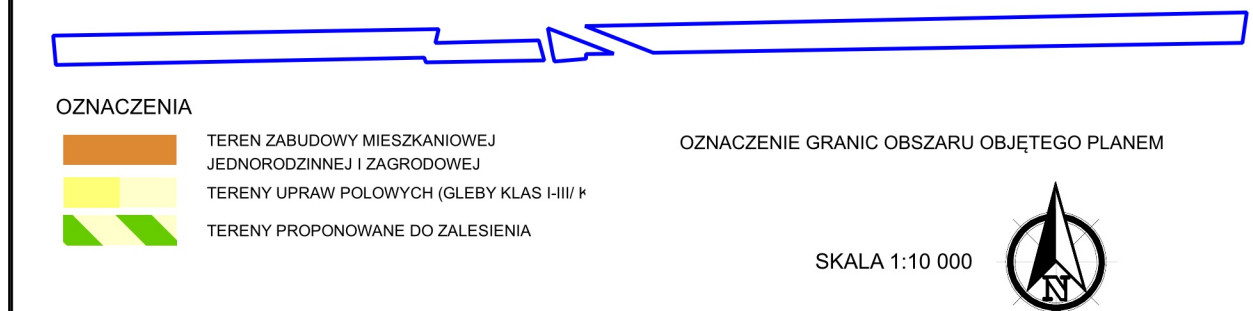 OZNACZENIA
TEREN ZABUDOWY MIESZKANIOWEJ
JEDNORODZINNEJ I ZAGRODOWEJ
TERENY UPRAW POLOWYCH (GLEBY KLAS I-III/
TERENY PROPONOWANE DO ZALESIENIA
OZNACZENIE GRANIC OBSZARU OBJĘTEGO PLANEM
SKALA 1:10 000
N